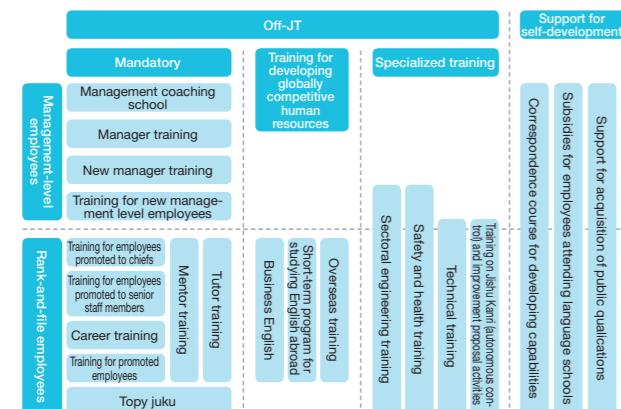 Off-JT
Support for
self-development
Mandatory
Training for
developing
globally
competitive
human
resources
Specialized training
Management-level
employees
Management coaching
school
Manager training
New manager training
Training for new manage-
ment level employees
Rank-and-file employees
Training for employees
promoted to chiefs
Training for employees
promoted to senior
staff members
Career training
Training for promoted
employees
Topy juku
Mentor training
Tutor training
Business English
Short-term program for
studying English abroad
Overseas training
Sectoral engineering training
Safety and health training
Technical training
Training on Jishu Kanri (autonomous con-
trol) and improvement proposal activities
Correspondence course for developing capabilities
Subsidies for employees attending language schools
Support for acquisition of public qualications